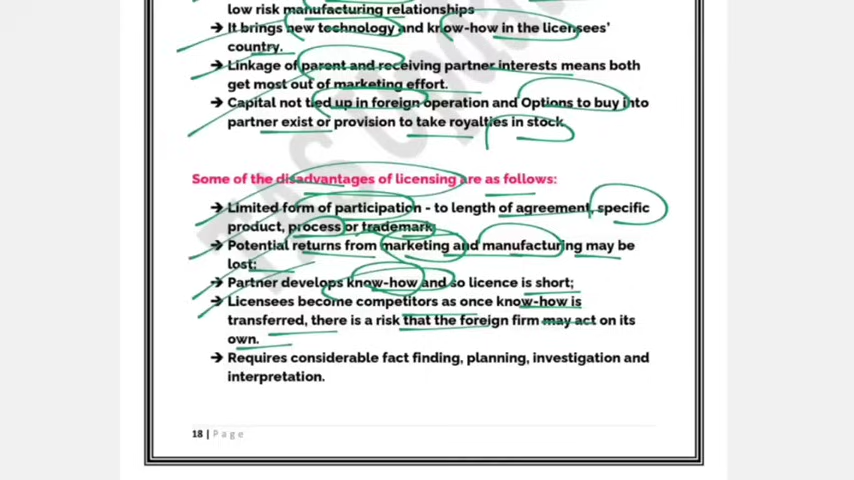 low risk manufacturing relationships
→ It brings new technology and know-how in the licensees'
country.
→ Linkage of parent and receiving partner interests means both
get most out of marketing effort.
→ Capital not tied up in foreign operation and Options to buy into
partner exist or provision to take royalties in stock.
Some of the disadvantages of licensing are as follows:
→ Limited form of participation - to length of agreement, specific
product, process or trademark;
→ Potential returns from marketing and manufacturing may be
lost;
→ Partner develops know-how and so licence is short;
→ Licensees become competitors as once know-how is
transferred, there is a risk that the foreign firm may act on its
own.
→ Requires considerable fact finding, planning, investigation and
interpretation.
18 | Page